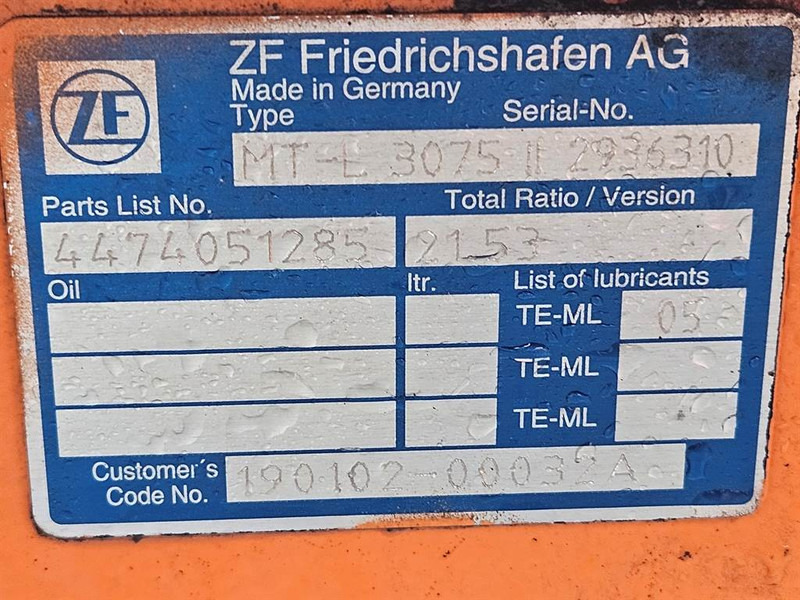 ZF
ZF Friedrichshafen AG
Made in Germany
Type Serial-No.
MT-L 3075 II 2936310
Parts List No. Total Ratio / Version
4474051285 21.53
Oil ltr. List of lubricants
TE-ML 05
TE-ML
TE-ML
Customer's
Code No. 190102-00032A